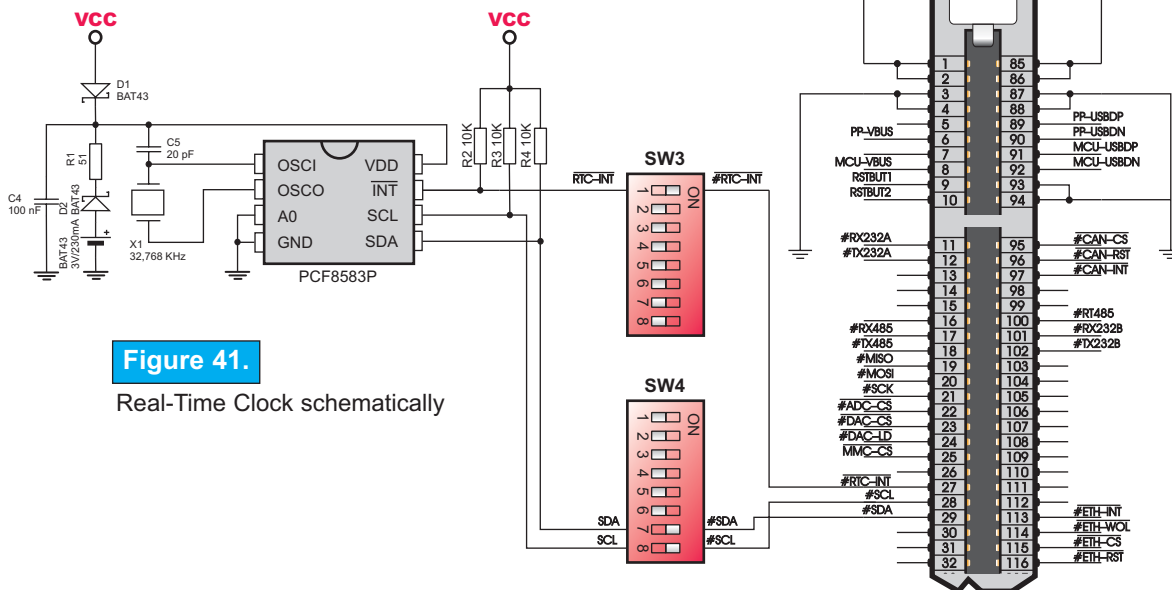 VCC
D1
BAT43
C5
20 pF
R1
51
C4
100 nF
D2
BAT43
BAT43
3V/230mA
X1
32,768 KHz
OSCI
OSCO
A0
GND
VDD
INT
SCL
SDA
PCF8583P
VCC
R2 10K
R3 10K
R4 10K
RTC-INT
SW3
#RTC-INT
ON
1
2
3
4
5
6
7
8
SW4
ON
1
2
3
4
5
6
7
8
SDA
SCL
#SDA
#SCL
Figure 41.
Real-Time Clock schematically
1 85
2 86
3 87
4 88
5 89 PP-USBDP
PP-VBUS 6 90 PP-USBDN
7 91 MCU-USBDP
MCU-VBUS 8 92 MCU-USBDN
RSTBUT1 9 93
RSTBUT2 10 94
#RX232A 11 95 #CAN-CS
#TX232A 12 96 #CAN-RST
13 97 #CAN-INT
14 98
15 99
16 100 #RT485
#RX485 17 101 #RX232B
#TX485 18 102 #TX232B
#MISO 19 103
#MOSI 20 104
#SCK 21 105
#ADC-CS 22 106
#DAC-CS 23 107
#DAC-LD 24 108
MMC-CS 25 109
26 110
#RTC-INT 27 111
#SCL 28 112
#SDA 29 113 #ETH-INT
30 114 #ETH-WOL
31 115 #ETH-CS
32 116 #ETH-RST